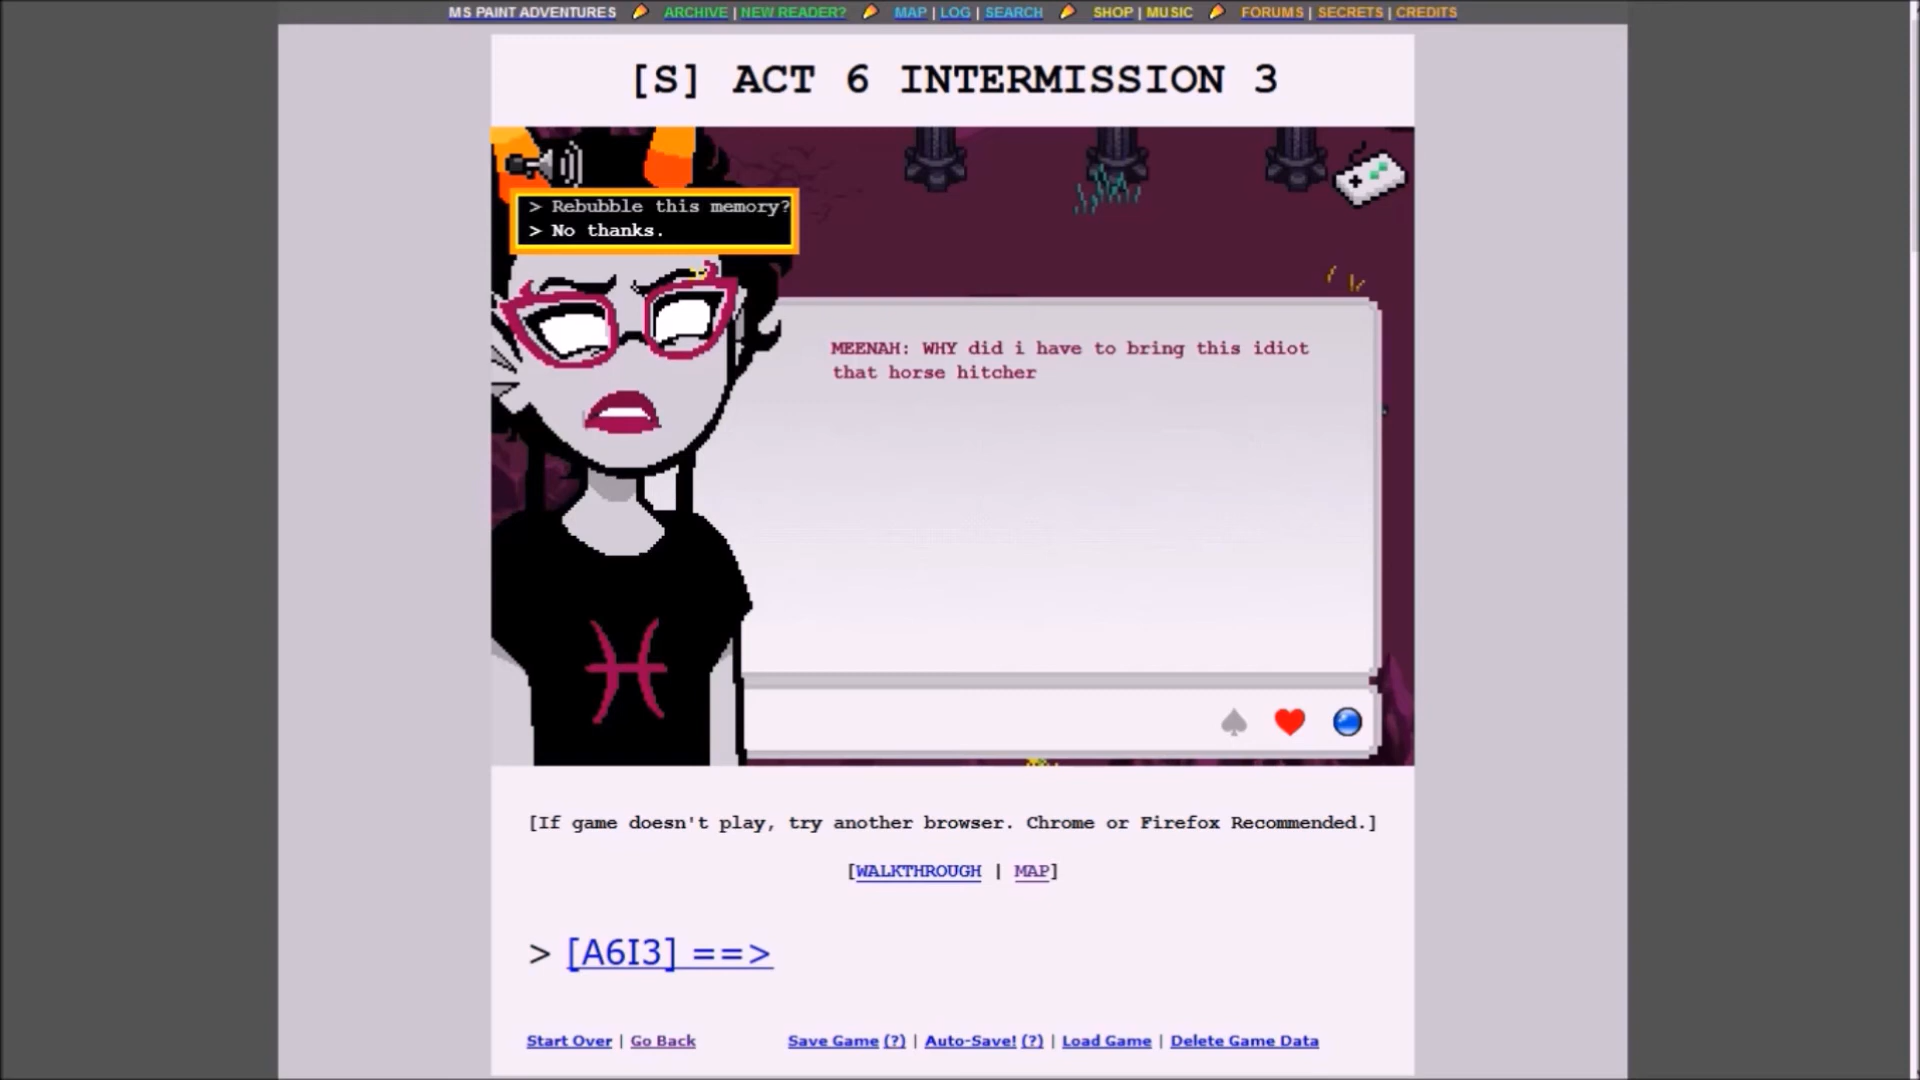 MS PAINT ADVENTURES ARCHIVE | NEW READER? MAP | LOG | SEARCH SHOP | MUSIC FORUMS | SECRETS | CREDITS
[S] ACT 6 INTERMISSION 3
> Rebubble this memory?
> No thanks.
MEENAH: WHY did i have to bring this idiot
that horse hitcher
[If game doesn't play, try another browser. Chrome or Firefox Recommended.]
[WALKTHROUGH | MAP]
> [A6I3] ==>
Start Over | Go Back Save Game (?) | Auto-Save! (?) | Load Game | Delete Game Data